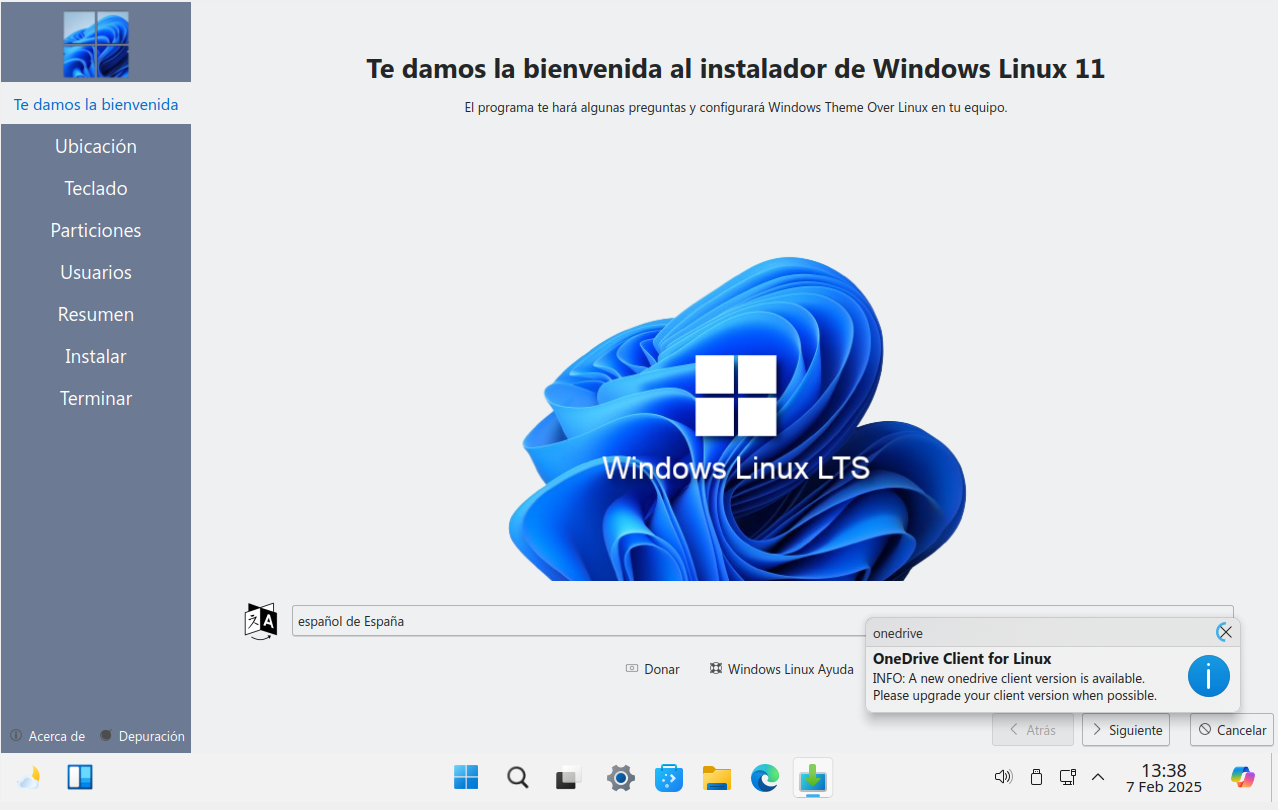 Te damos la bienvenida
Ubicación
Teclado
Particiones
Usuarios
Resumen
Instalar
Terminar
Acerca de
Depuración
Te damos la bienvenida al instalador de Windows Linux 11
El programa te hará algunas preguntas y configurará Windows Theme Over Linux en tu equipo.
Windows Linux LTS
español de España
Donar
Windows Linux Ayuda
onedrive
OneDrive Client for Linux
INFO: A new onedrive client version is available.
Please upgrade your client version when possible.
Atrás
Siguiente
Cancelar
13:38
7 Feb 2025